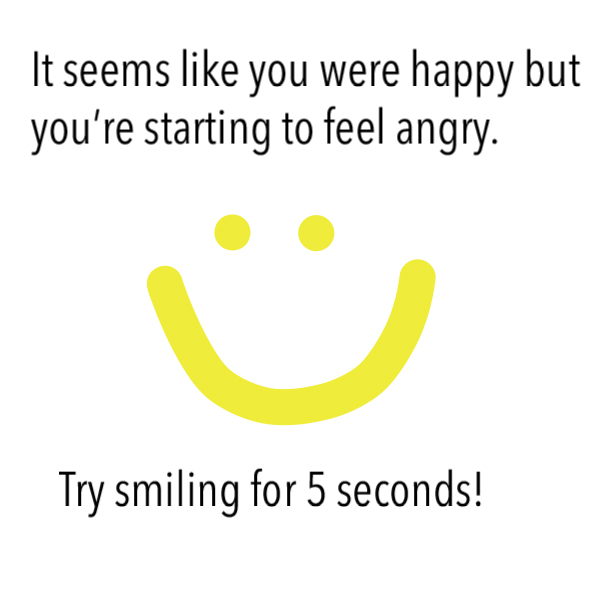 It seems like you were happy but
you’re starting to feel angry.
Try smiling for 5 seconds!